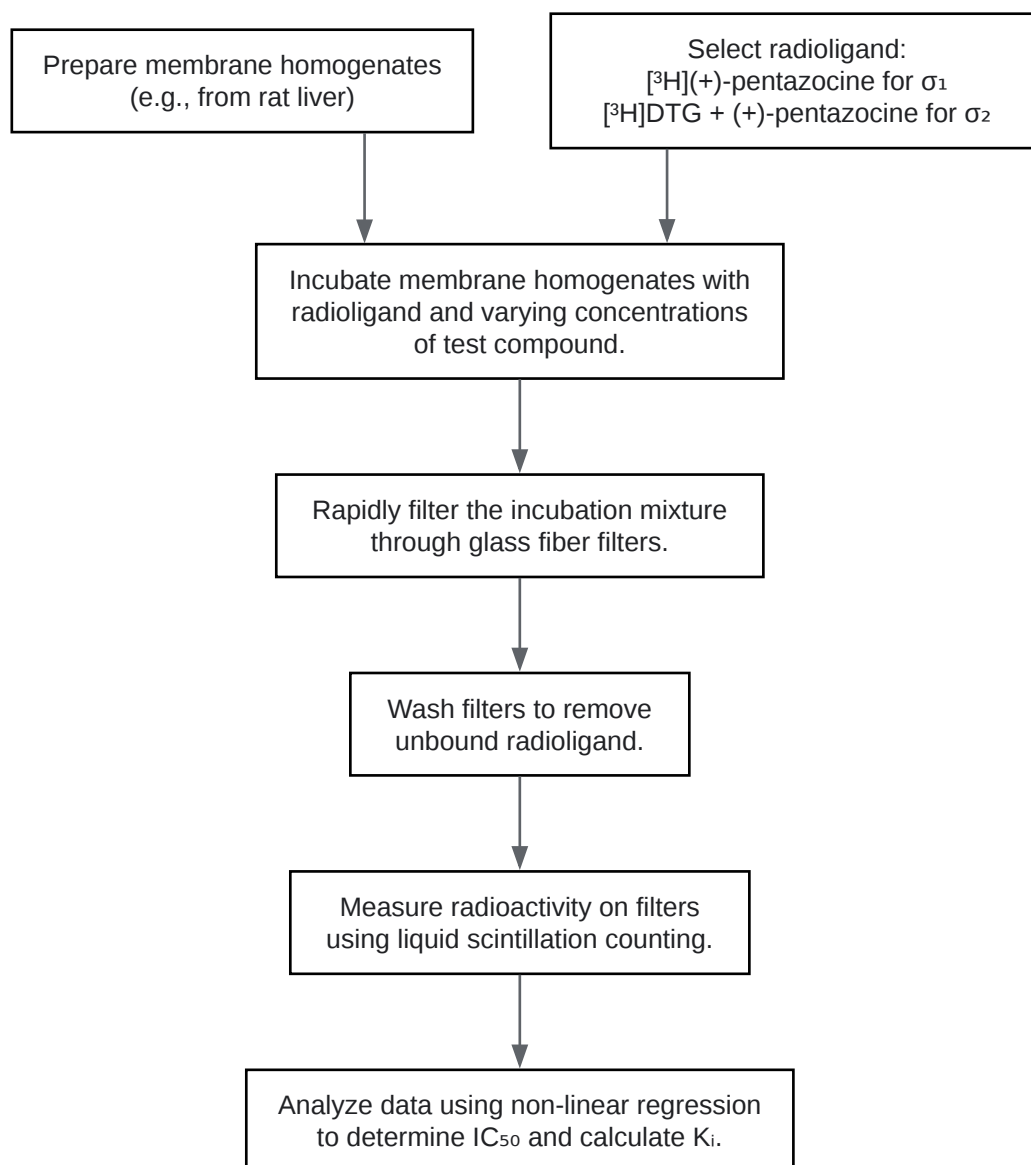 Prepare membrane homogenates
(e.g., from rat liver)
Select radioligand:
[³H](+)-pentazocine for σ₁
[³H]DTG + (+)-pentazocine for σ₂
Incubate membrane homogenates with
radioligand and varying concentrations
of test compound.
Rapidly filter the incubation mixture
through glass fiber filters.
Wash filters to remove
unbound radioligand.
Measure radioactivity on filters
using liquid scintillation counting.
Analyze data using non-linear regression
to determine IC₅₀ and calculate Kᵢ.